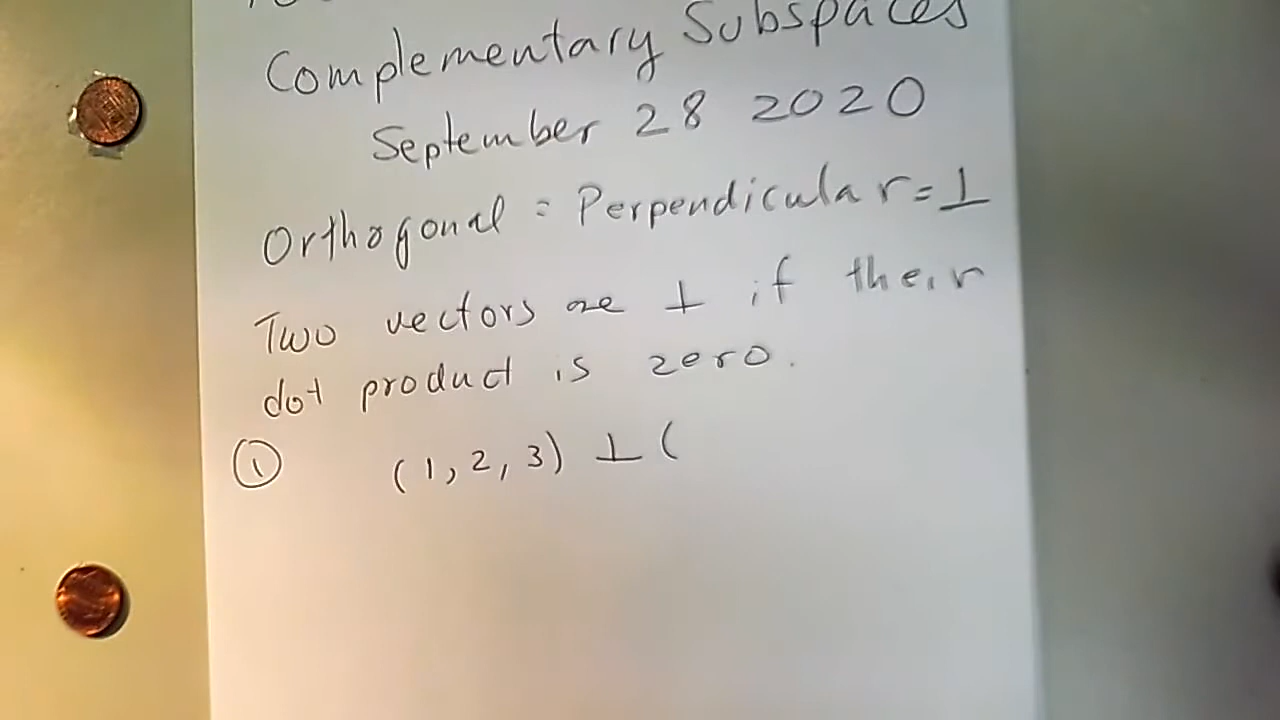 Complementary Subspaces
September 28 2020
Orthogonal = Perpendicular = ⊥
Two vectors are ⊥ if their
dot product is zero.
① (1, 2, 3) ⊥ (